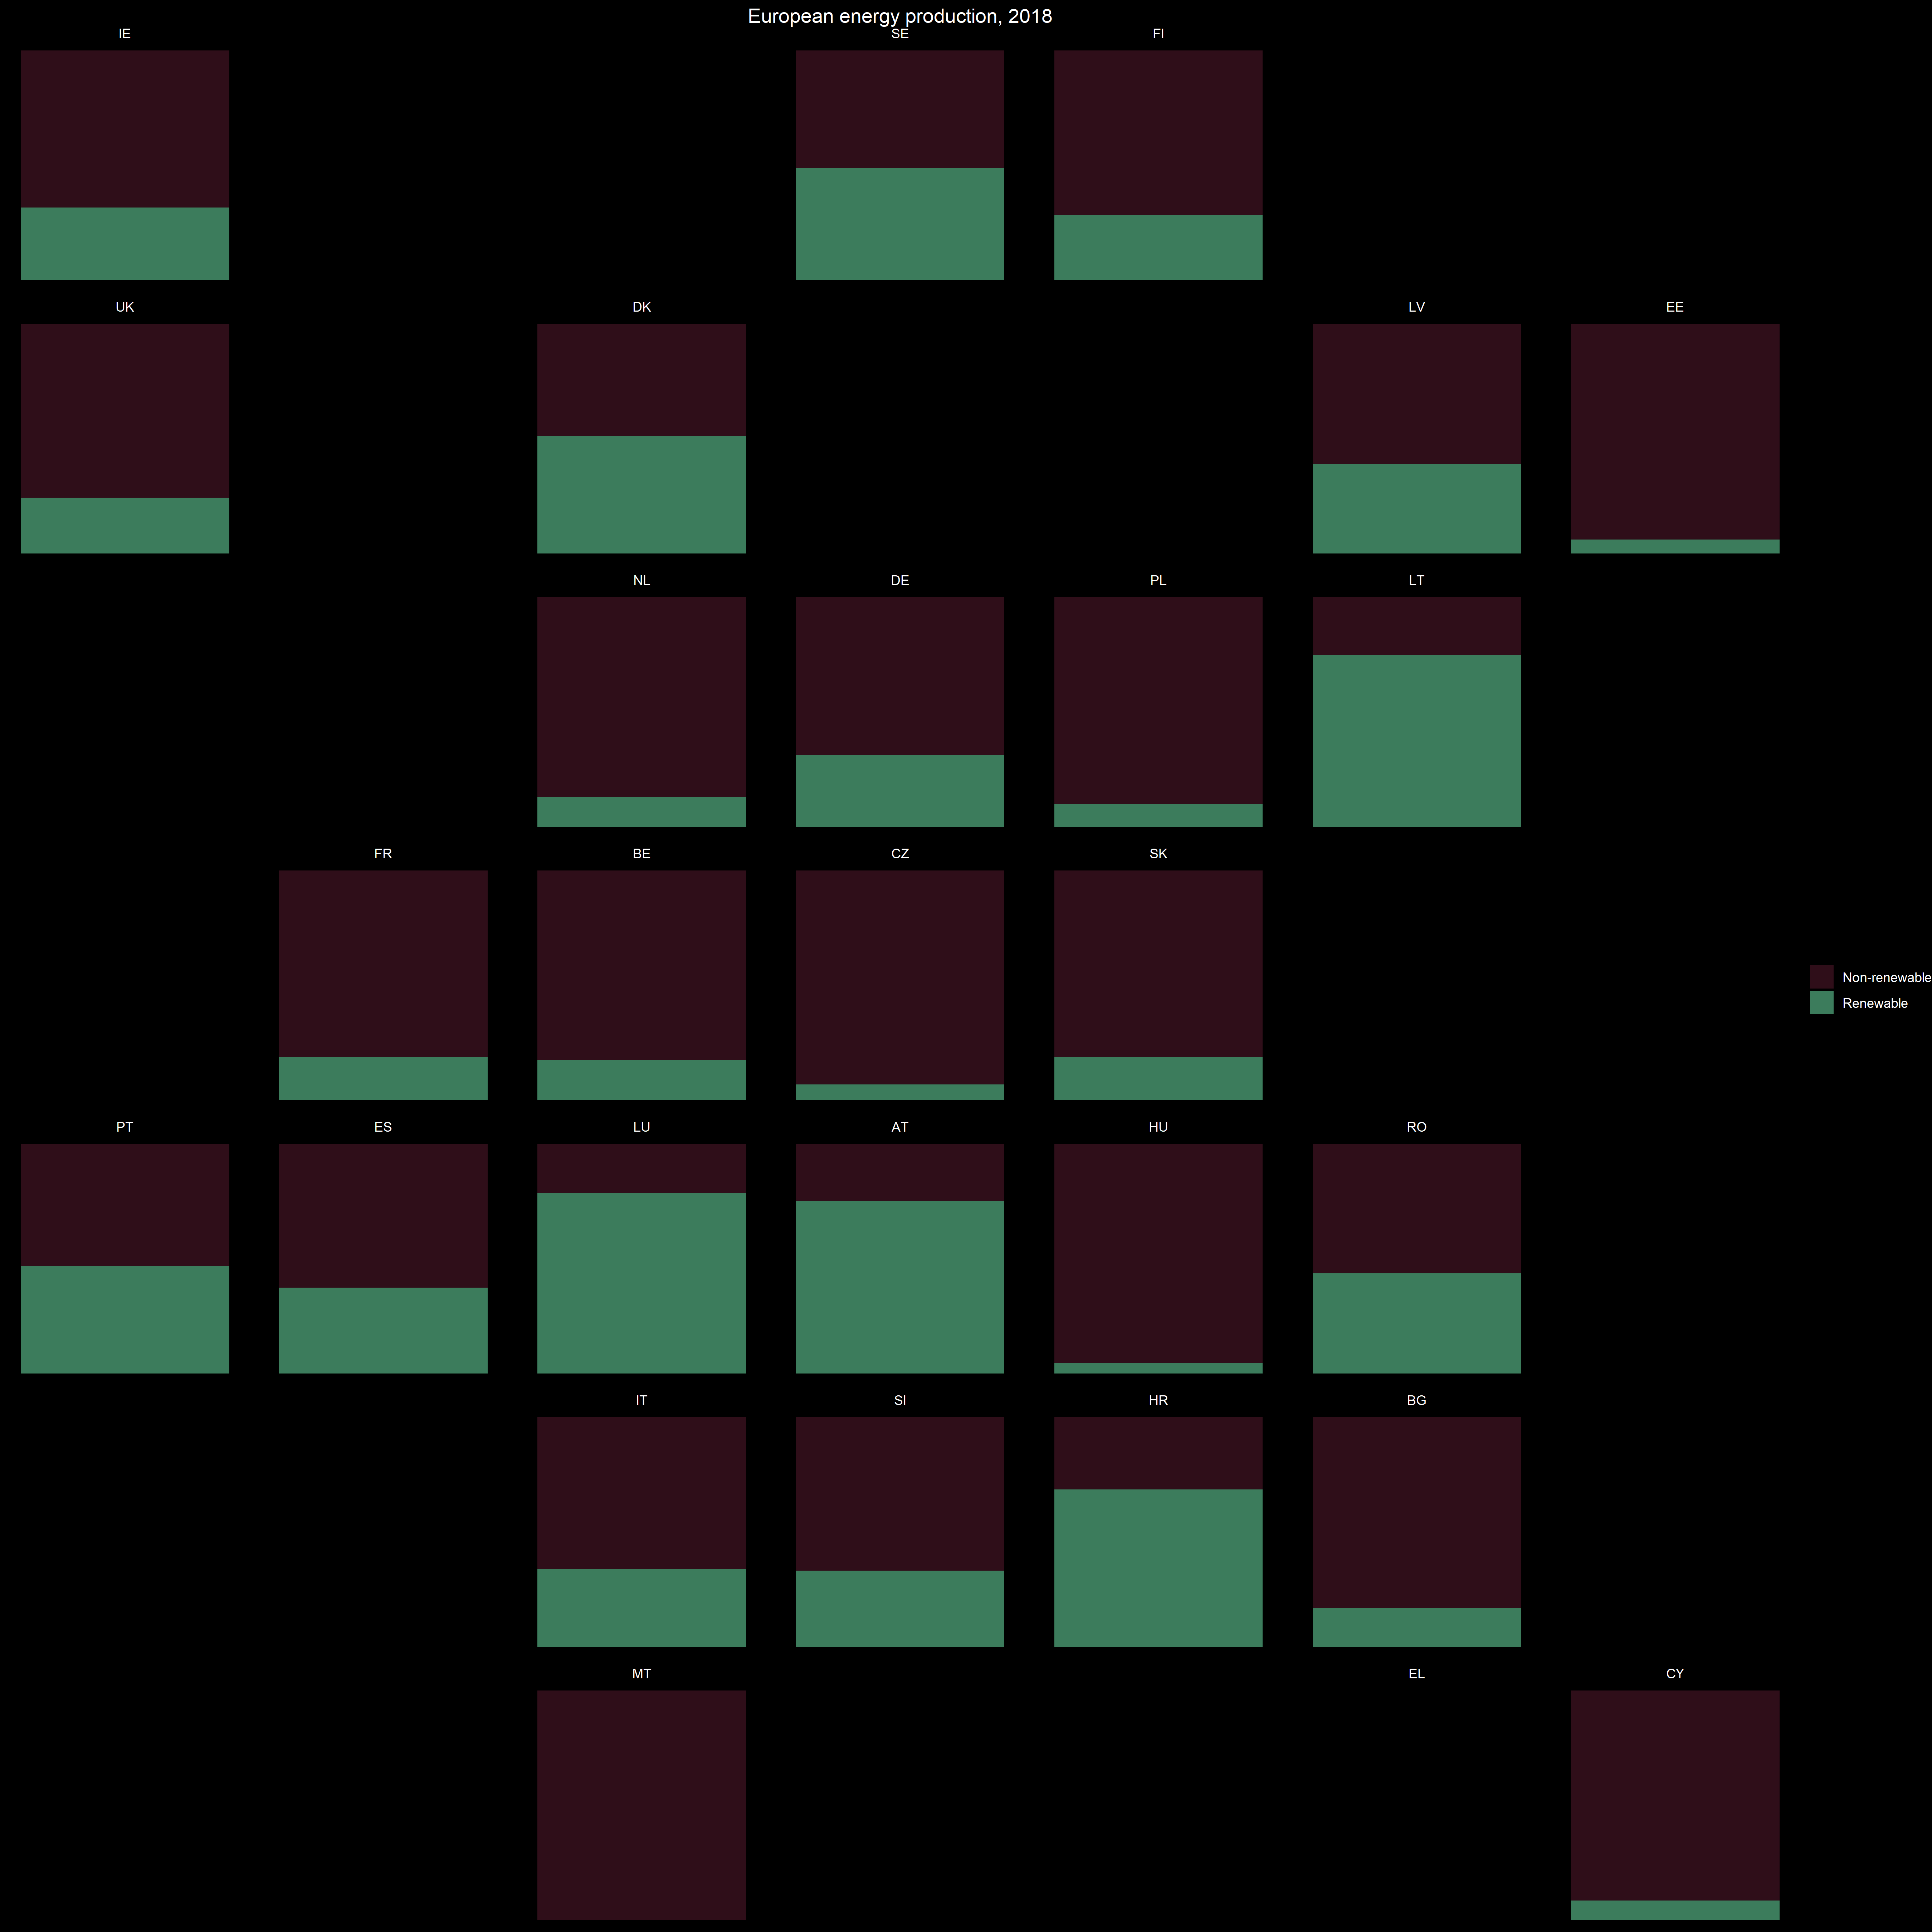 European energy production, 2018
IE
SE
FI
UK
DK
LV
EE
NL
DE
PL
LT
FR
BE
CZ
SK
Non-renewable
Renewable
PT
ES
LU
AT
HU
RO
IT
SI
HR
BG
MT
EL
CY